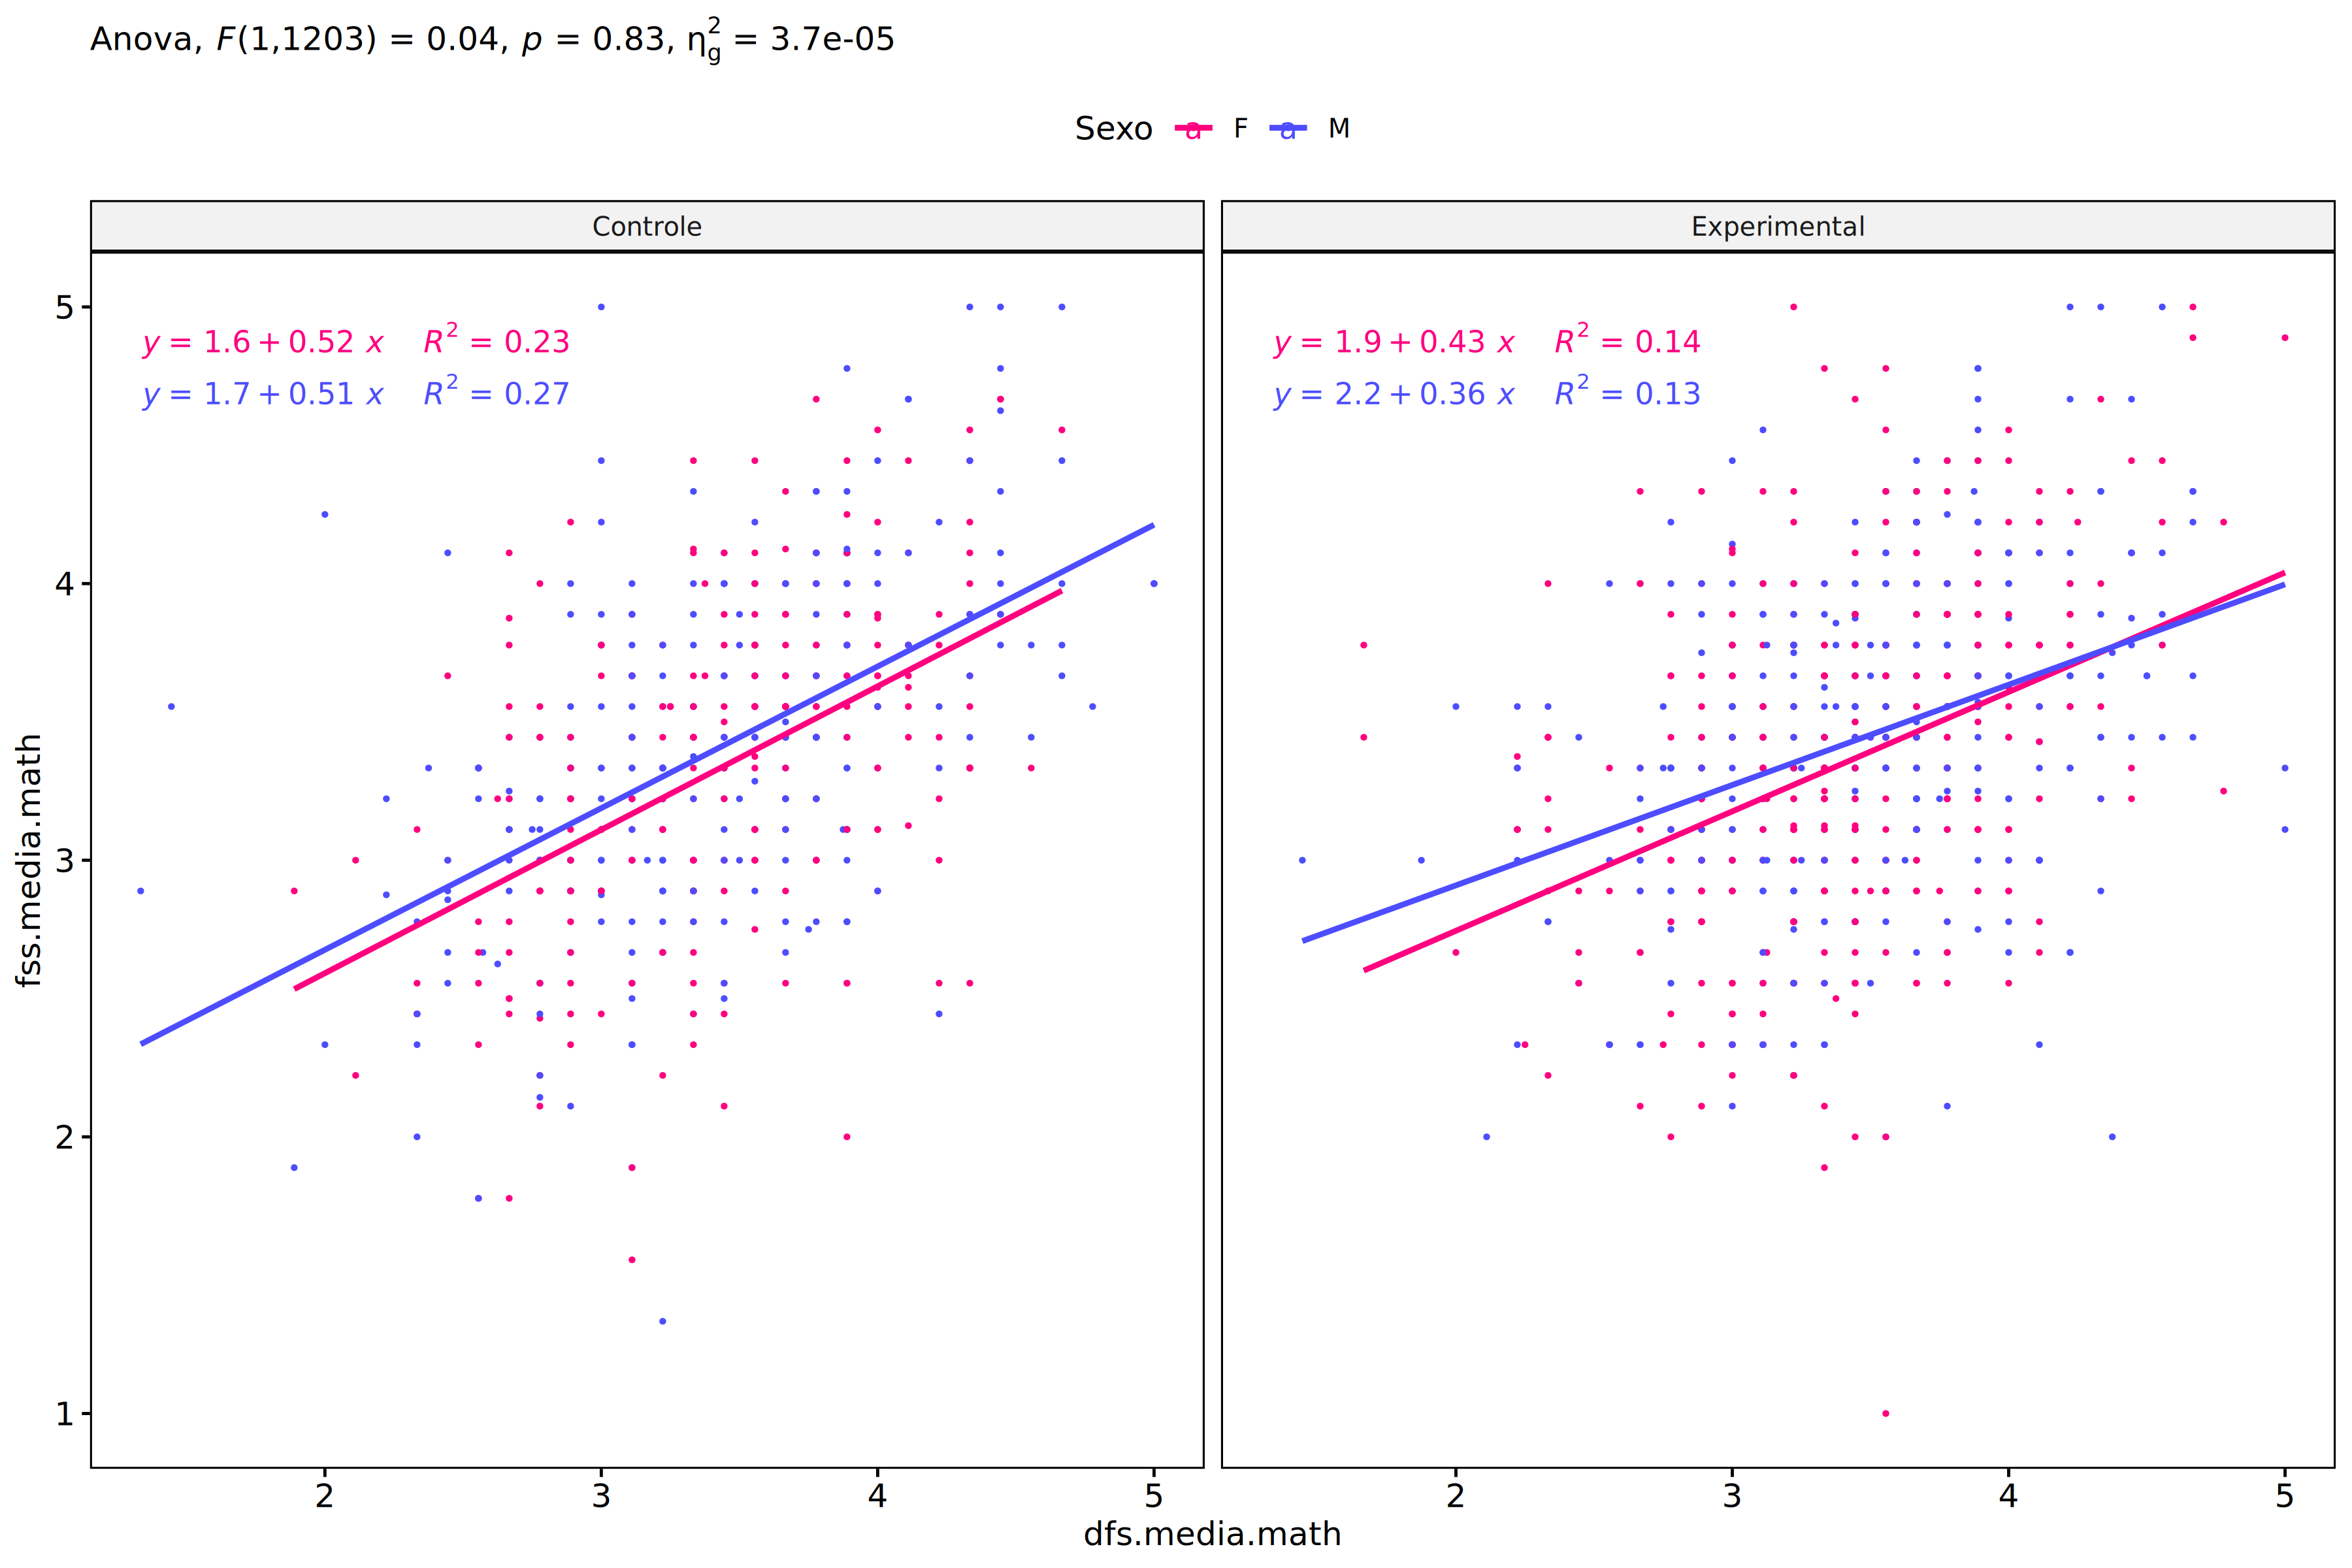 Anova, F(1,1203) = 0.04, p = 0.83, η²g = 3.7e-05
Sexo a F a M
Controle
Experimental
y = 1.6 + 0.52 x R² = 0.23
y = 1.7 + 0.51 x R² = 0.27
y = 1.9 + 0.43 x R² = 0.14
y = 2.2 + 0.36 x R² = 0.13
5
4
3
2
1
fss.media.math
2 3 4 5
2 3 4 5
dfs.media.math